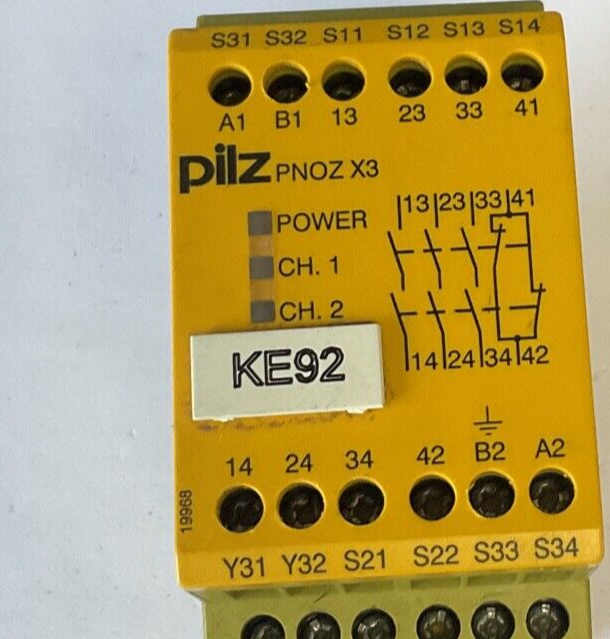 S31 S32 S11 S12 S13 S14
A1 B1 13 23 33 41
pilz PNOZ X3
13 23 33 41
POWER
CH. 1
CH. 2
KE92
14 24 34 42
14 24 34 42 B2 A2
19968
Y31 Y32 S21 S22 S33 S34